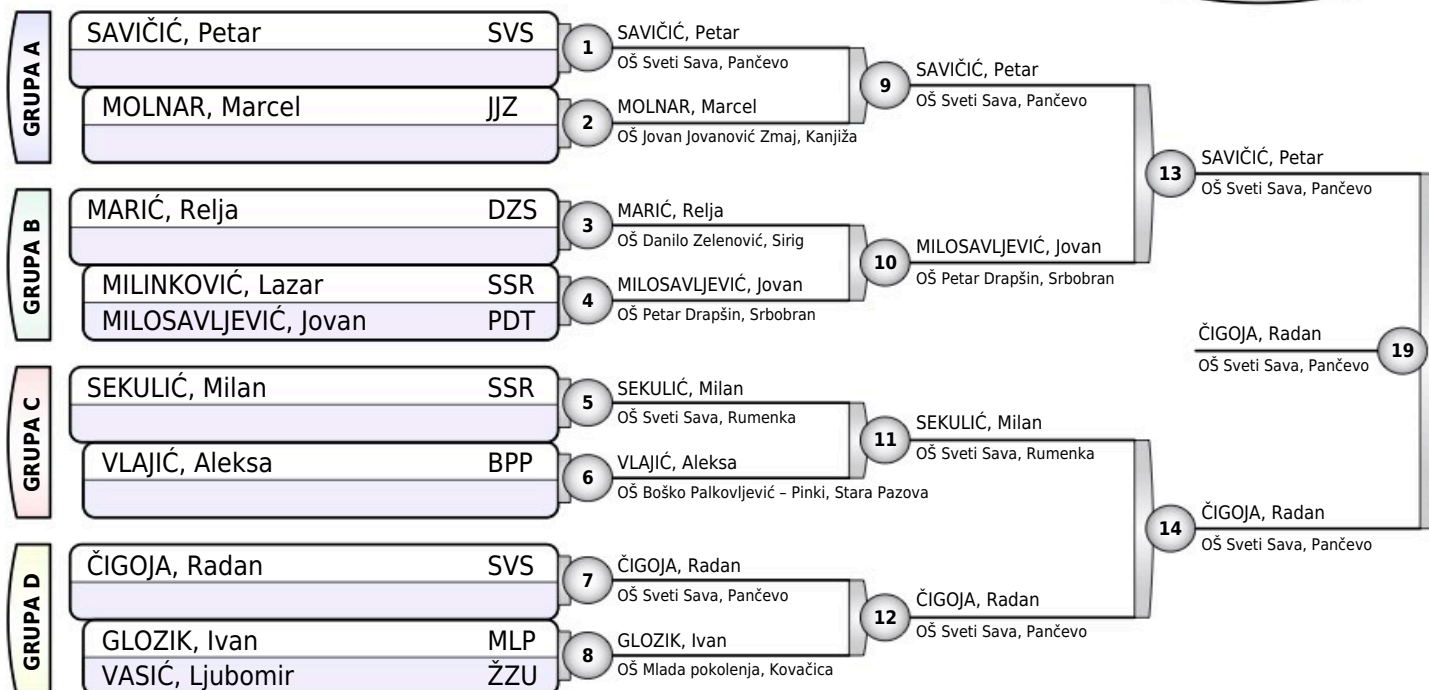 GRUPA A
SAVIČIĆ, Petar SVS
MOLNAR, Marcel JJZ
GRUPA B
MARIĆ, Relja DZS
MILINKOVIĆ, Lazar SSR
MILOSAVLJEVIĆ, Jovan PDT
GRUPA C
SEKULIĆ, Milan SSR
VLAJIĆ, Aleksa BPP
GRUPA D
ČIGOJA, Radan SVS
GLOZIK, Ivan MLP
VASIĆ, Ljubomir ŽZU
1
SAVIČIĆ, Petar
OŠ Sveti Sava, Pančevo
2
MOLNAR, Marcel
OŠ Jovan Jovanović Zmaj, Kanjiža
3
MARIĆ, Relja
OŠ Danilo Zelenović, Sirig
4
MILOSAVLJEVIĆ, Jovan
OŠ Petar Drapšin, Srbobran
5
SEKULIĆ, Milan
OŠ Sveti Sava, Rumenka
6
VLAJIĆ, Aleksa
OŠ Boško Palkovljević – Pinki, Stara Pazova
7
ČIGOJA, Radan
OŠ Sveti Sava, Pančevo
8
GLOZIK, Ivan
OŠ Mlada pokolenja, Kovačica
9
SAVIČIĆ, Petar
OŠ Sveti Sava, Pančevo
10
MILOSAVLJEVIĆ, Jovan
OŠ Petar Drapšin, Srbobran
11
SEKULIĆ, Milan
OŠ Sveti Sava, Rumenka
12
ČIGOJA, Radan
OŠ Sveti Sava, Pančevo
13
SAVIČIĆ, Petar
OŠ Sveti Sava, Pančevo
14
ČIGOJA, Radan
OŠ Sveti Sava, Pančevo
ČIGOJA, Radan
OŠ Sveti Sava, Pančevo
19